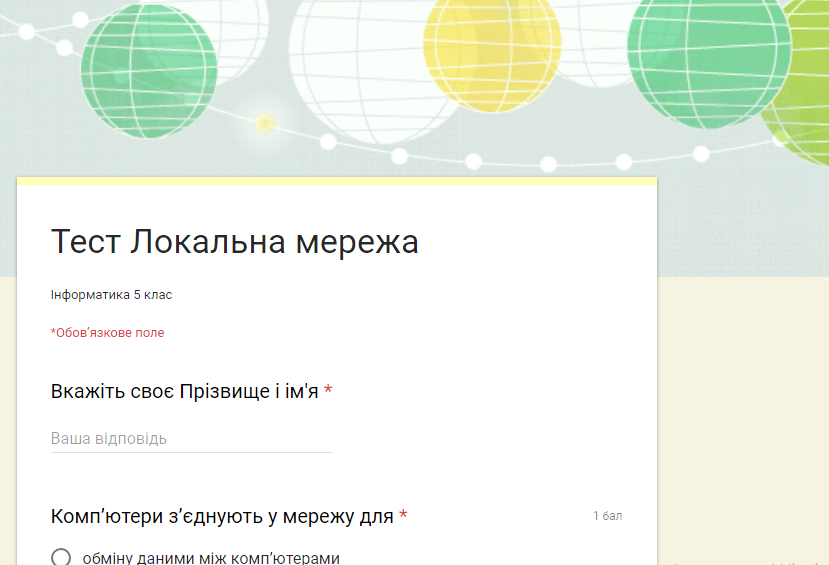 Тест Локальна мережа
Інформатика 5 клас
*Обов’язкове поле
Вкажіть своє Прізвище і ім'я *
Ваша відповідь
Комп’ютери з’єднують у мережу для *
1 бал
обміну даними між комп’ютерами